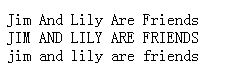 Jim And Lily Are Friends
JIM AND LILY ARE FRIENDS
jim and lily are friends